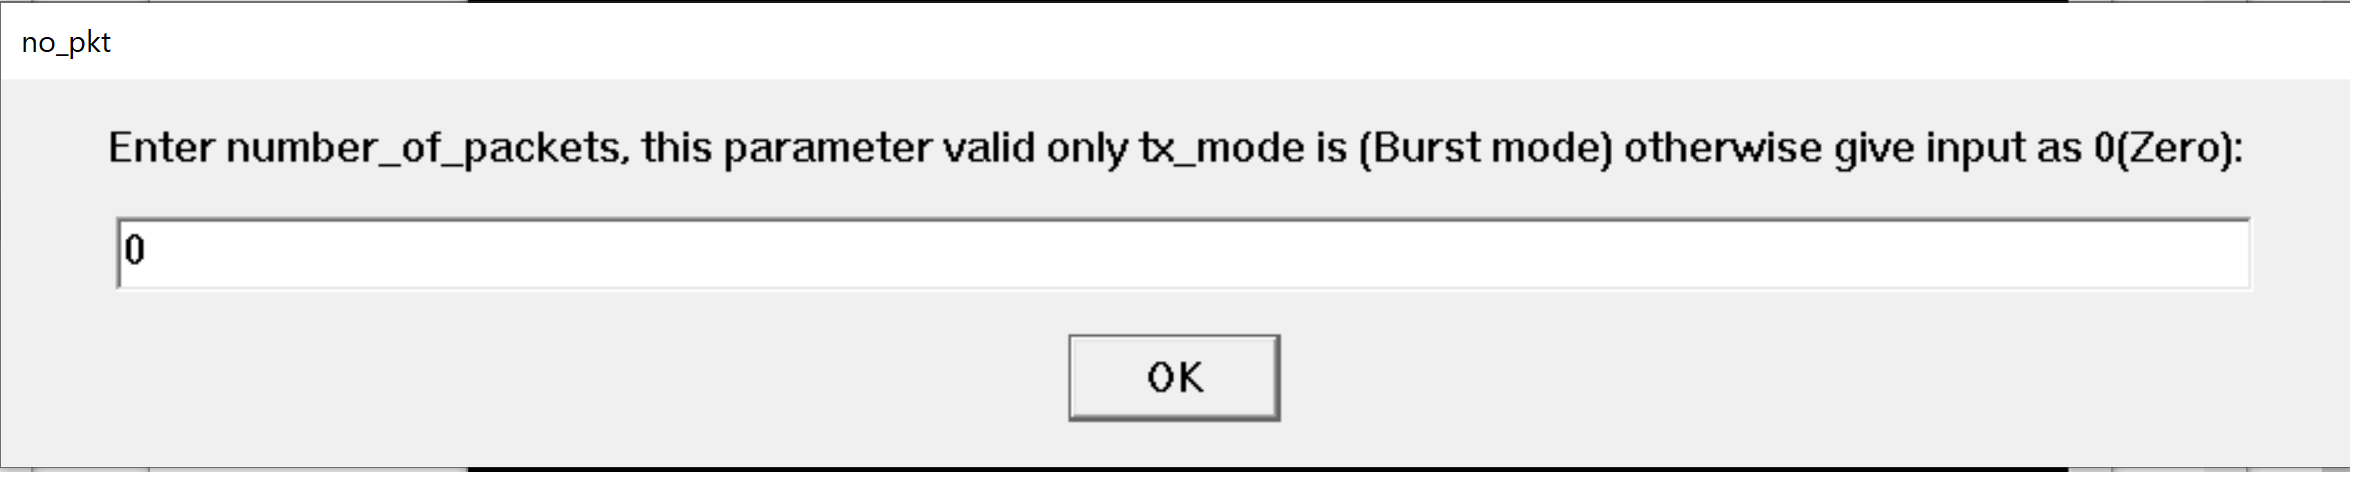 no_pkt
Enter number_of_packets, this parameter valid only tx_mode is (Burst mode) otherwise give input as 0(Zero):
0
OK